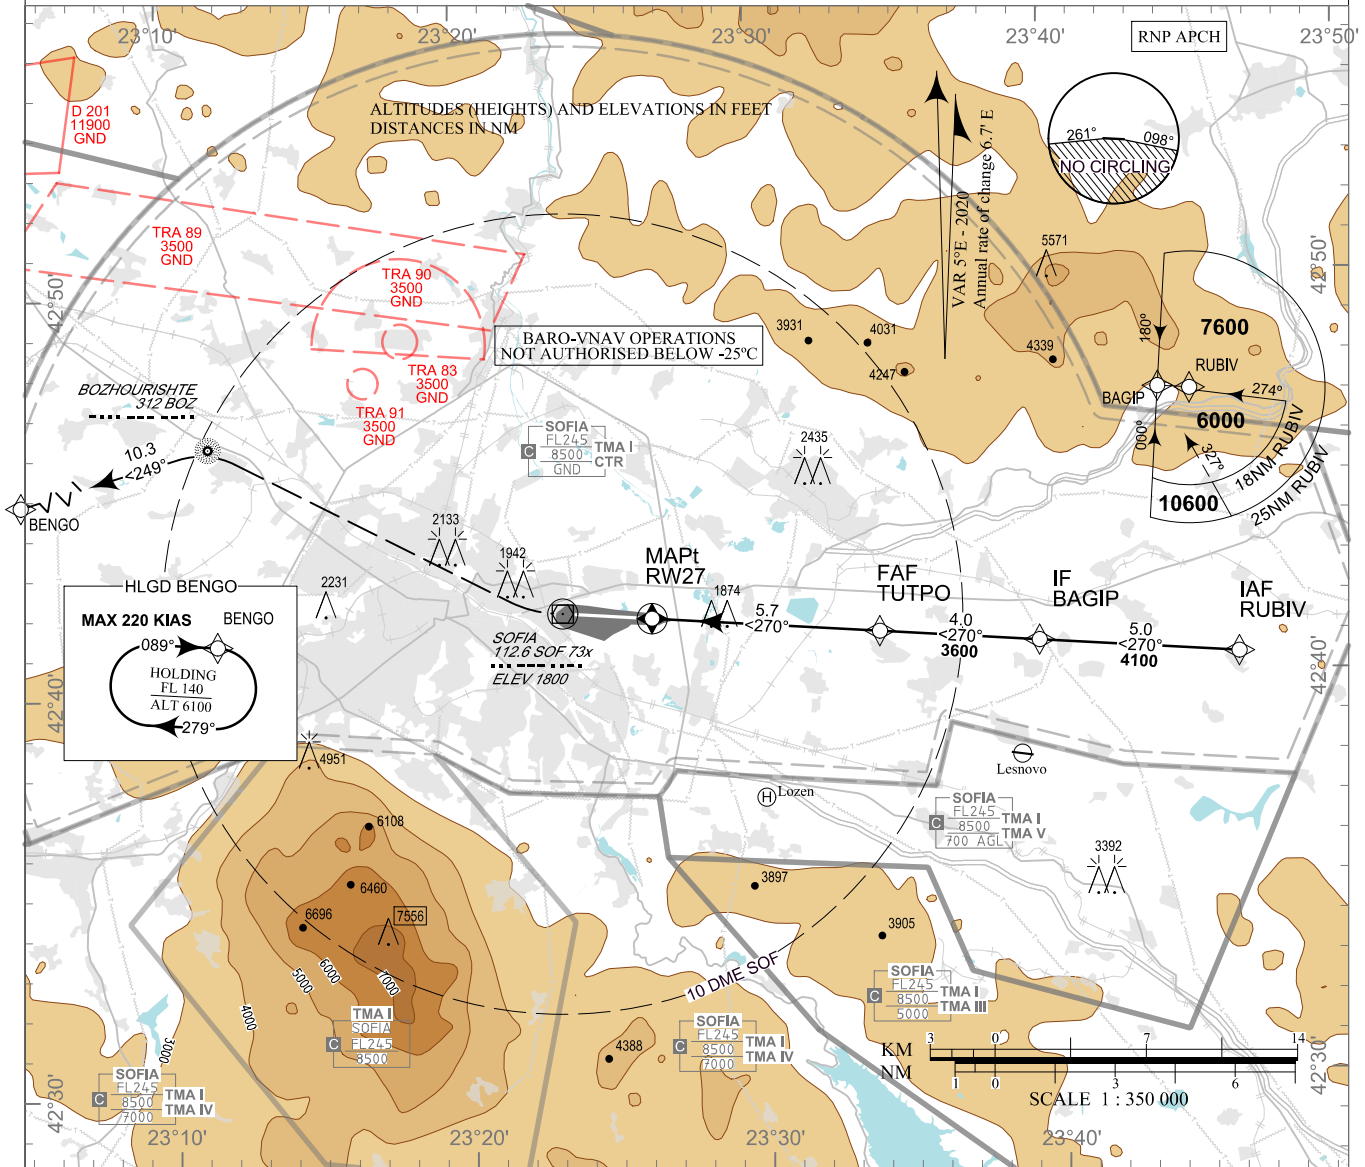 23°10'
23°20'
23°30'
23°40'
23°50'
RNP APCH
D 201
11900
GND
ALTITUDES (HEIGHTS) AND ELEVATIONS IN FEET
DISTANCES IN NM
VAR 5°E - 2020
Annual rate of change 6.7' E
261°
098°
NO CIRCLING
TRA 89
3500
GND
TRA 90
3500
GND
42°50'
42°50'
5571
180°
7600
RUBIV
274°
BAGIP
6000
000°
327°
18NM RUBIV
10600
25NM RUBIV
3931
4031
4339
4247
BARO-VNAV OPERATIONS
NOT AUTHORISED BELOW -25°C
TRA 83
3500
GND
TRA 91
3500
GND
BOZHOURISHTE
312 BOZ
10.3
<249°
BENGO
SOFIA
FL245
8500
GND
TMA I
CTR
C
2435
2133
1942
2231
MAPt
RW27
1874
5.7
<270°
FAF
TUTPO
4.0
<270°
3600
IF
BAGIP
5.0
<270°
4100
IAF
RUBIV
HLGD BENGO
MAX 220 KIAS
BENGO
089°
HOLDING
FL 140
ALT 6100
279°
SOFIA
112.6 SOF 73x
ELEV 1800
42°40'
42°40'
4951
Lesnovo
H
Lozen
SOFIA
FL245
8500
700 AGL
TMA I
TMA V
C
3392
6108
6460
6696
7556
3897
3905
5000
6000
7000
4000
3000
10 DME SOF
TMA I
SOFIA
FL245
8500
C
4388
SOFIA
FL245
8500
7000
TMA I
TMA IV
C
SOFIA
FL245
8500
5000
TMA I
TMA III
C
SOFIA
FL245
8500
7000
TMA I
TMA IV
C
KM
3
0
7
14
NM
1
0
3
6
SCALE 1 : 350 000
42°30'
42°30'
23°10'
23°20'
23°30'
23°40'